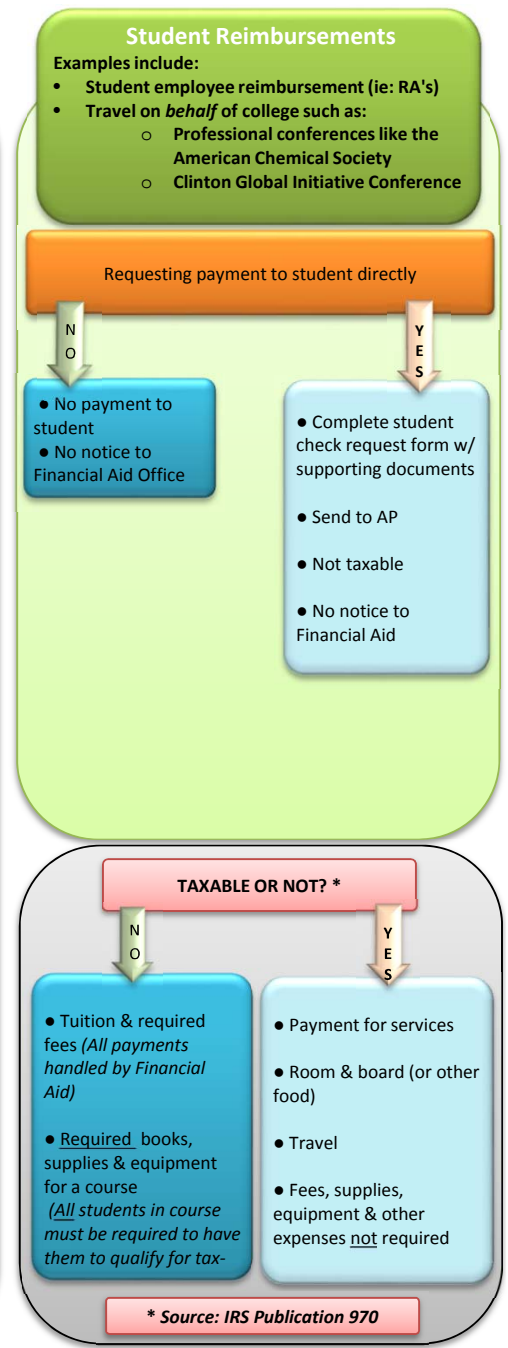 Student Reimbursements
Examples include:
• Student employee reimbursement (ie: RA's)
• Travel on behalf of college such as:
o Professional conferences like the
American Chemical Society
o Clinton Global Initiative Conference
Requesting payment to student directly
N
O
● No payment to
student
● No notice to
Financial Aid Office
Y
E
S
● Complete student
check request form w/
supporting documents
● Send to AP
● Not taxable
● No notice to
Financial Aid
TAXABLE OR NOT? *
N
O
● Tuition & required
fees (All payments
handled by Financial
Aid)
● Required books,
supplies & equipment
for a course
(All students in course
must be required to have
them to qualify for tax-
Y
E
S
● Payment for services
● Room & board (or other
food)
● Travel
● Fees, supplies,
equipment & other
expenses not required
* Source: IRS Publication 970